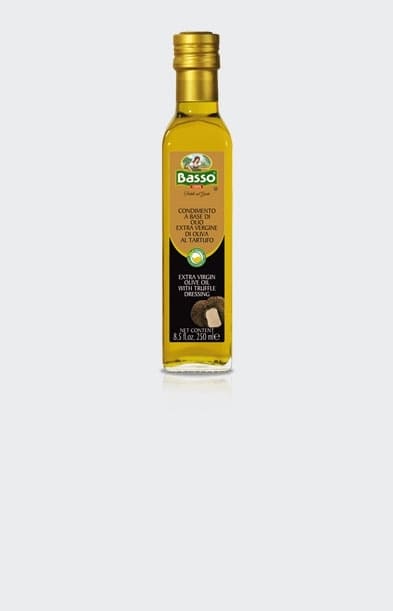 Basso
CONDIMENTO
A BASE DI
OLIO
EXTRA VERGINE
DI OLIVA
AL TARTUFO
EXTRA VIRGIN
OLIVE OIL
WITH TRUFFLE
DRESSING
NET CONTENT
8.5 fl.oz. 250 ml e